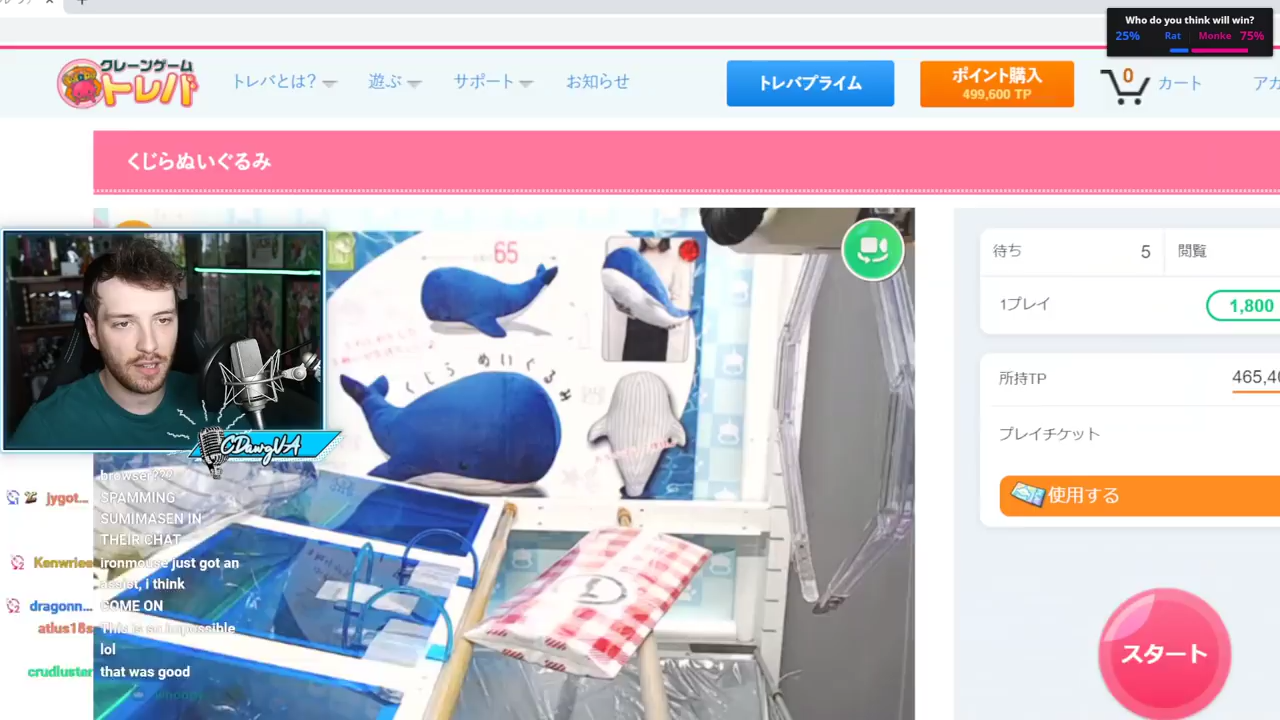 Who do you think will win?
25% Rat Monke 75%
クレーンゲーム
トレバ
トレバとは?
遊ぶ
サポート
お知らせ
トレバプライム
ポイント購入
499,600 TP
0
カート
アカ
くじらぬいぐるみ
65
くじらぬいぐるみ
待ち 5 閲覧
1プレイ 1,800
所持TP 465,40
プレイチケット
使用する
スタート
CDawgVA
browser??
jygot... SPAMMING
SUMIMASEN IN
THEIR CHAT
Kenwries ironmouse just got an
assist, i think
dragonn... COME ON
atlus18s This is so impossible
lol
crudluster that was good
whoops